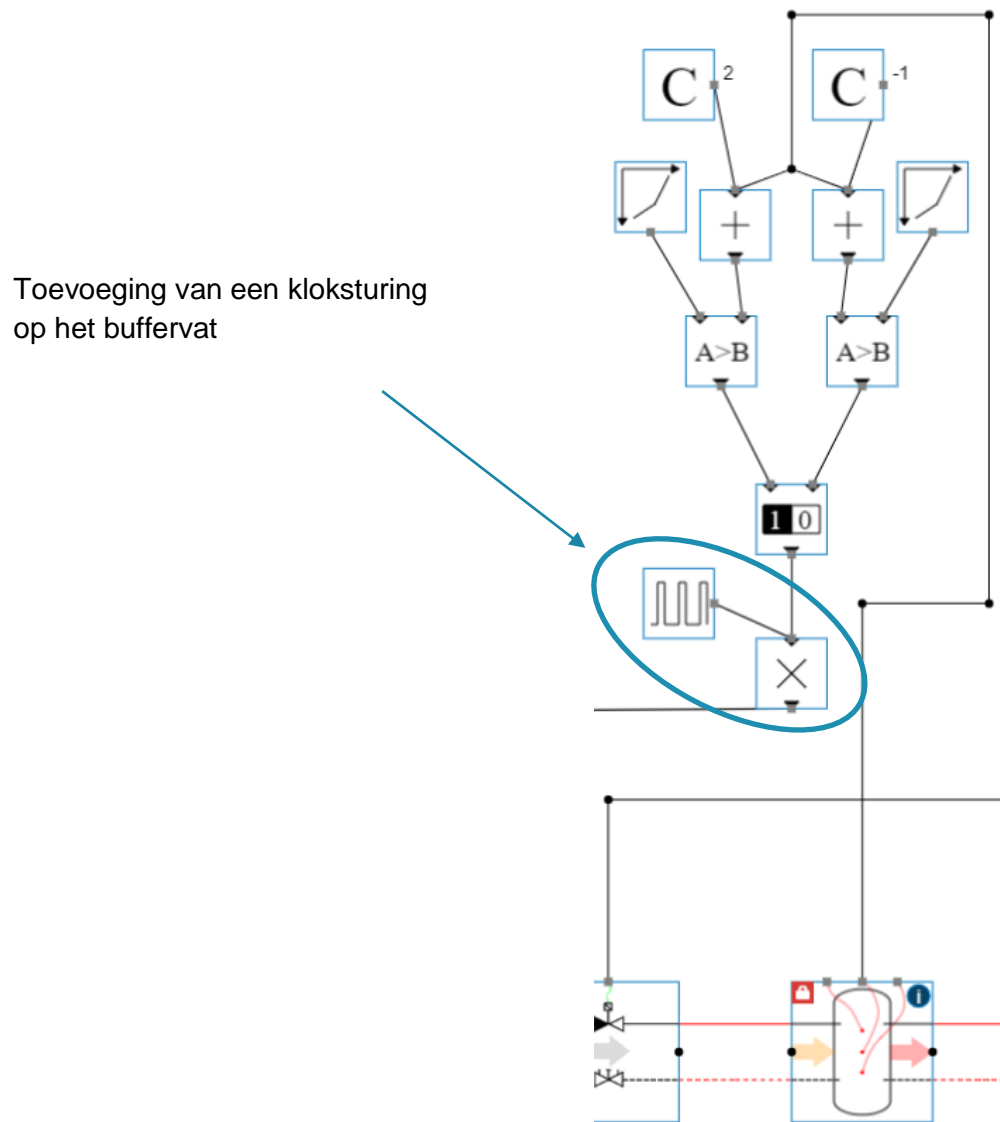 C 2 C -1
+ +
A>B A>B
Toevoeging van een kloksturing
op het buffervat
1 0
×
i